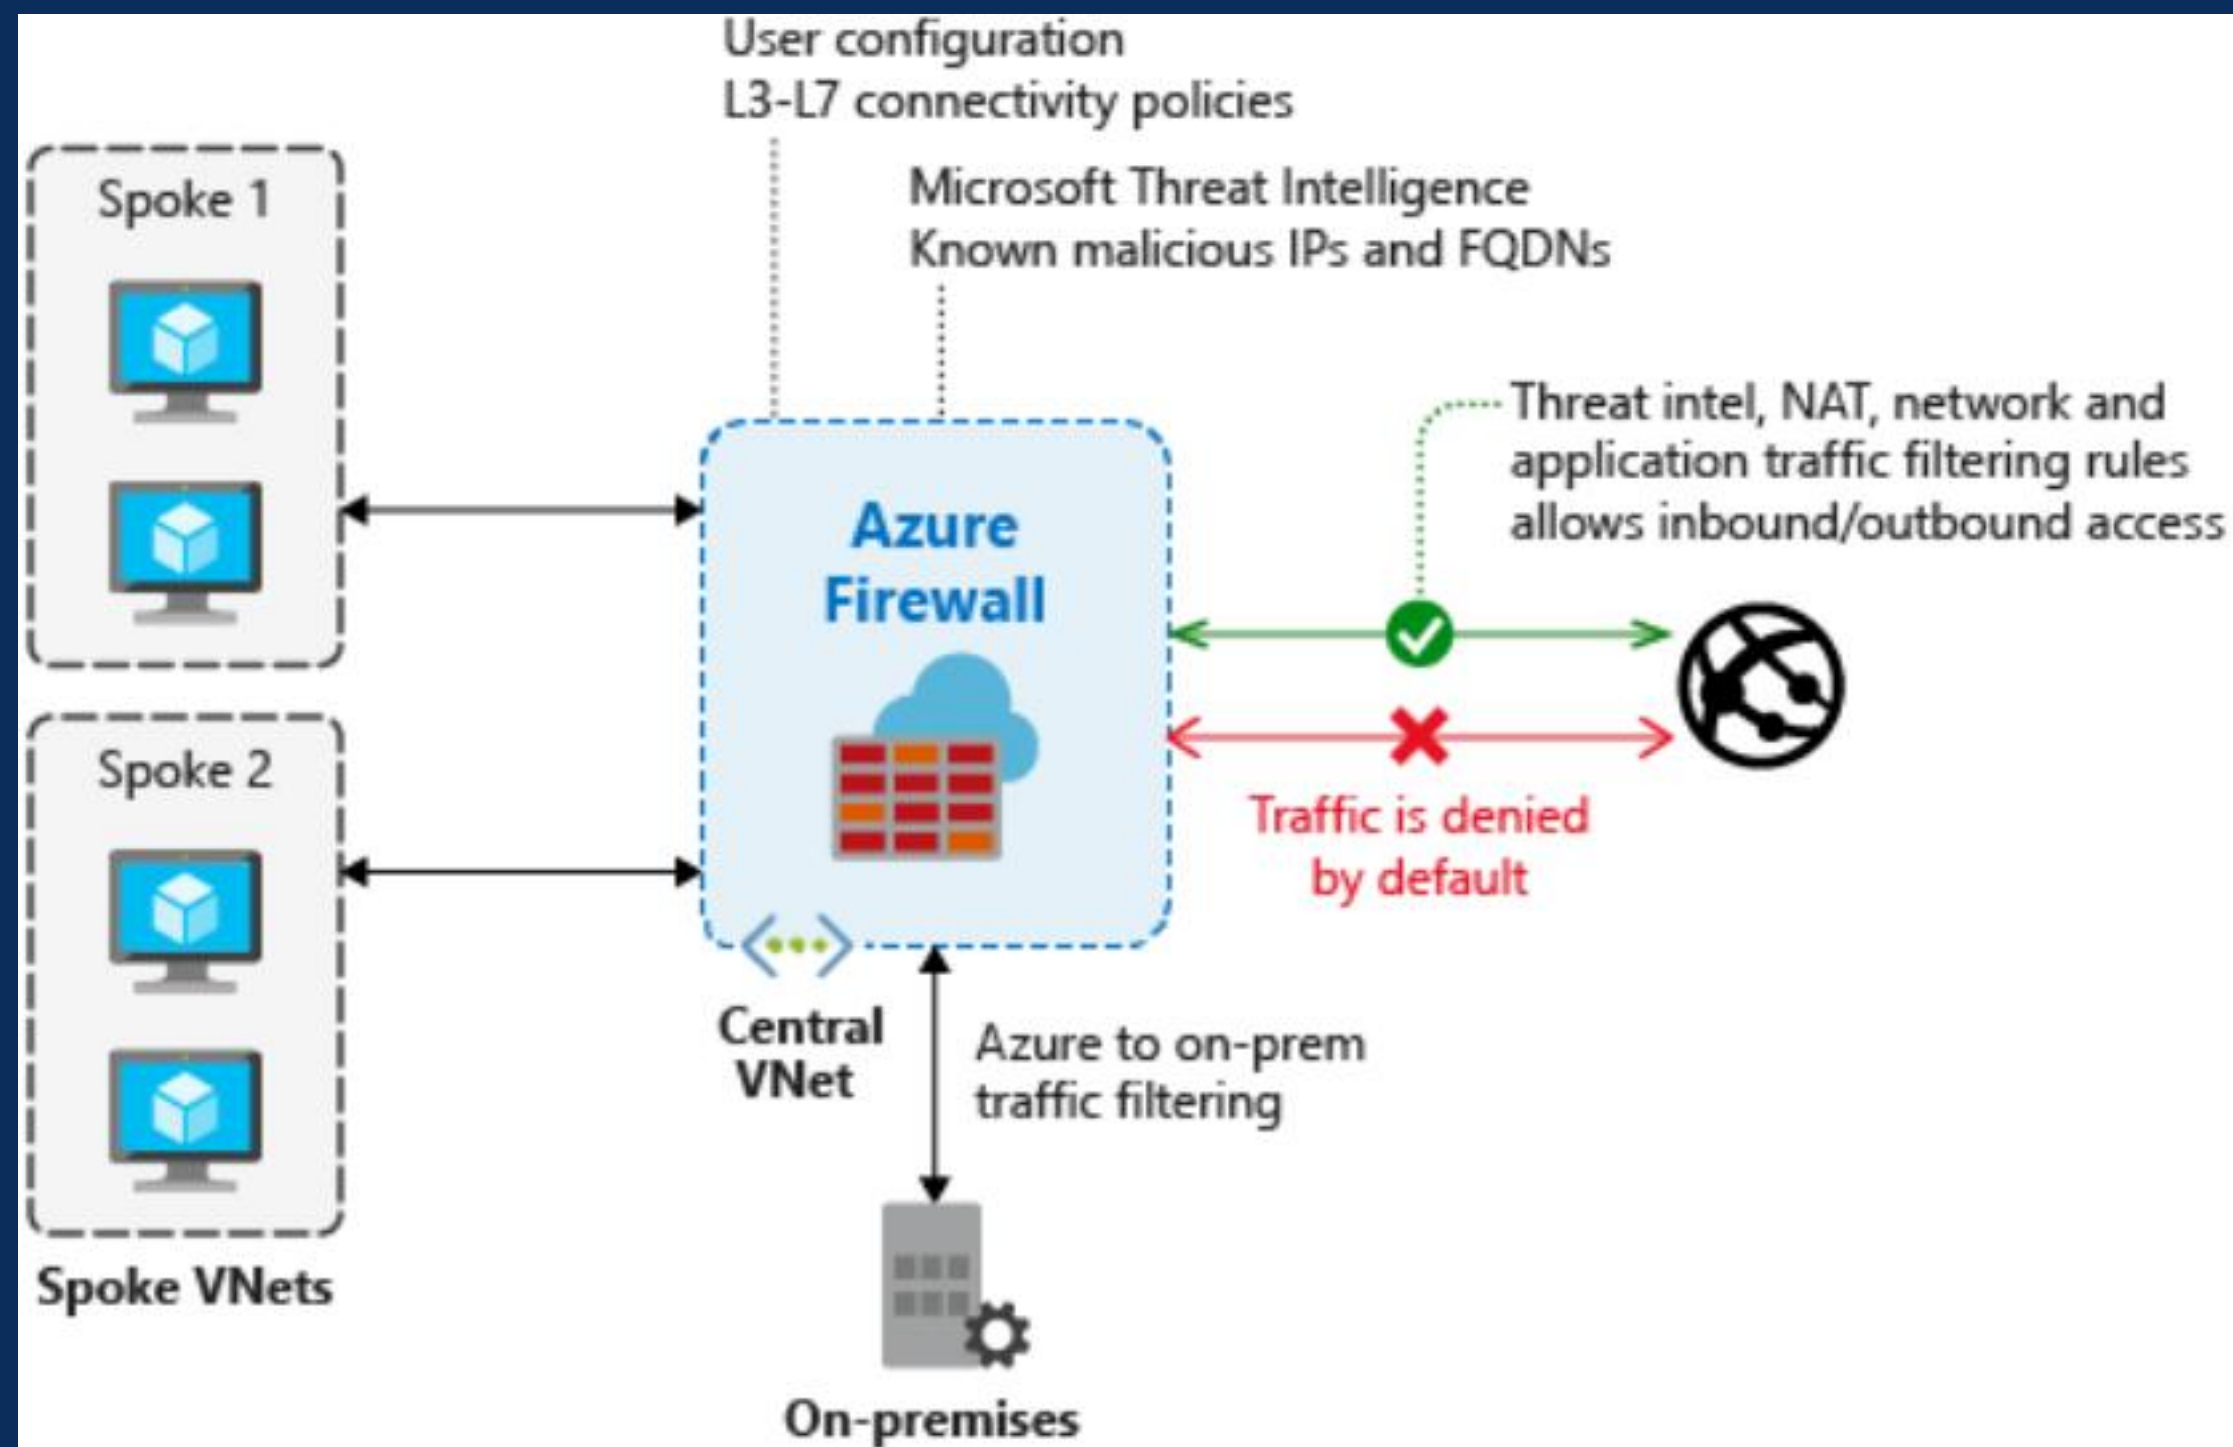 User configuration
L3-L7 connectivity policies
Microsoft Threat Intelligence
Known malicious IPs and FQDNs
Spoke 1
Threat intel, NAT, network and
application traffic filtering rules
allows inbound/outbound access
Azure
Firewall
Spoke 2
Traffic is denied
by default
Central
VNet
Azure to on-prem
traffic filtering
Spoke VNets
On-premises